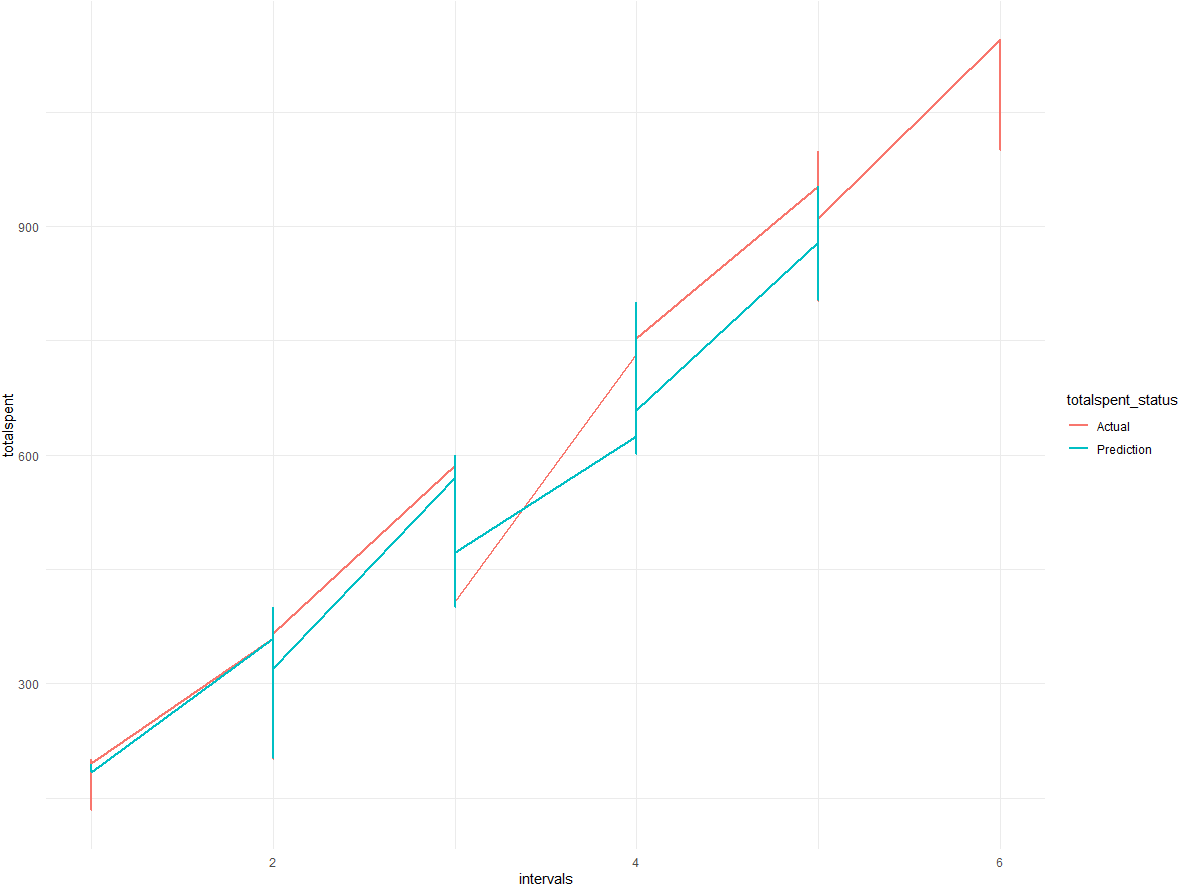 totalspent
900
600
300
2
4
6
intervals
totalspent_status
Actual
Prediction